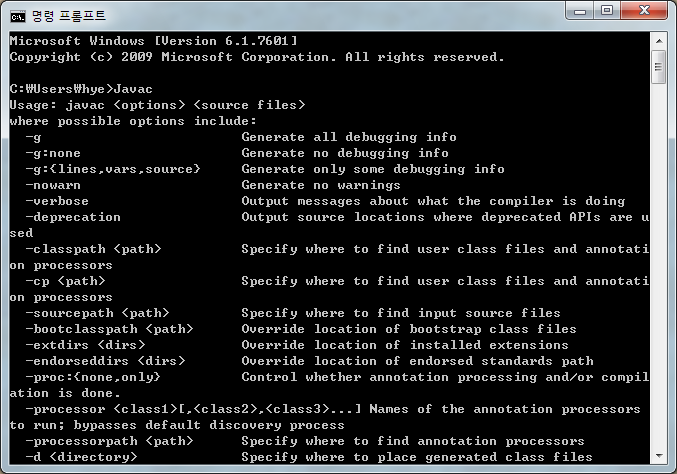 명령 프롬프트
Microsoft Windows [Version 6.1.7601]
Copyright (c) 2009 Microsoft Corporation. All rights reserved.
C:₩Users₩hye>Javac
Usage: javac <options> <source files>
where possible options include:
-g Generate all debugging info
-g:none Generate no debugging info
-g:{lines,vars,source} Generate only some debugging info
-nowarn Generate no warnings
-verbose Output messages about what the compiler is doing
-deprecation Output source locations where deprecated APIs are u
sed
-classpath <path> Specify where to find user class files and annotati
on processors
-cp <path> Specify where to find user class files and annotati
on processors
-sourcepath <path> Specify where to find input source files
-bootclasspath <path> Override location of bootstrap class files
-extdirs <dirs> Override location of installed extensions
-endorseddirs <dirs> Override location of endorsed standards path
-proc:{none,only} Control whether annotation processing and/or compil
ation is done.
-processor <class1>[,<class2>,<class3>...] Names of the annotation processors
to run; bypasses default discovery process
-processorpath <path> Specify where to find annotation processors
-d <directory> Specify where to place generated class files